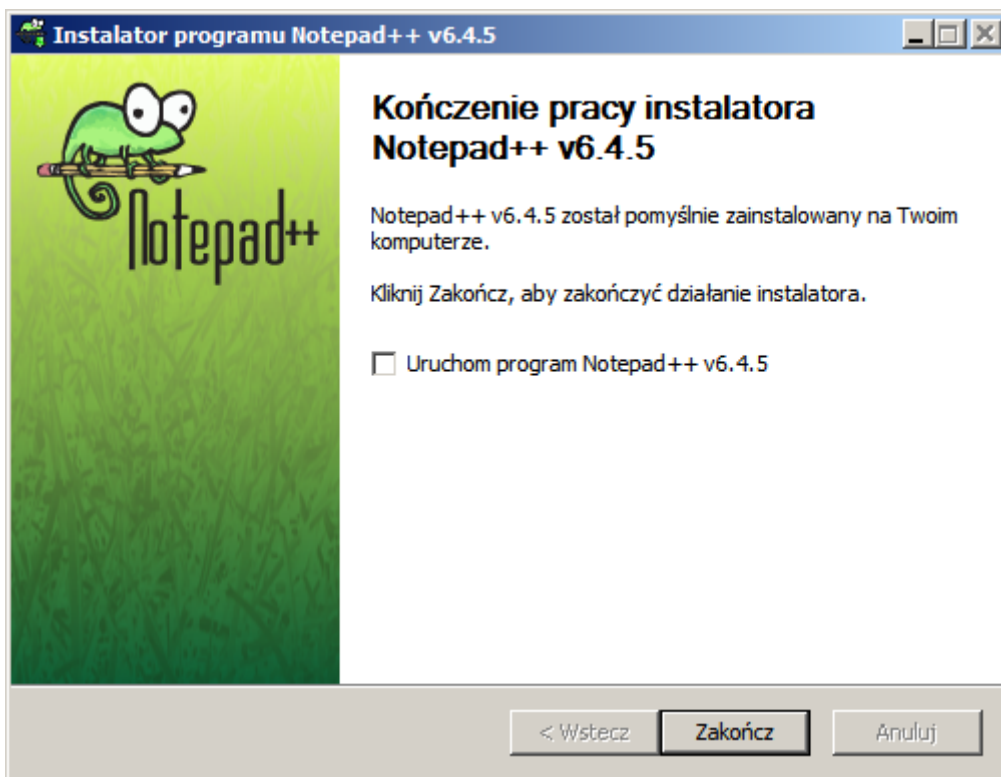 Instalator programu Notepad++ v6.4.5
Notepad++
Kończenie pracy instalatora
Notepad++ v6.4.5
Notepad++ v6.4.5 został pomyślnie zainstalowany na Twoim
komputerze.
Kliknij Zakończ, aby zakończyć działanie instalatora.
Uruchom program Notepad++ v6.4.5
< Wstecz
Zakończ
Anuluj